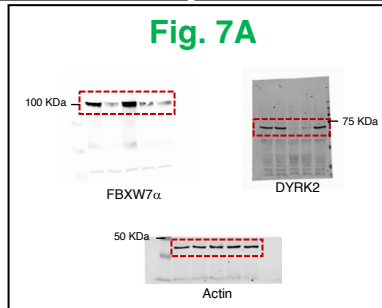 Fig. 7A
100 KDa
75 KDa
FBXW7α
DYRK2
50 KDa
Actin